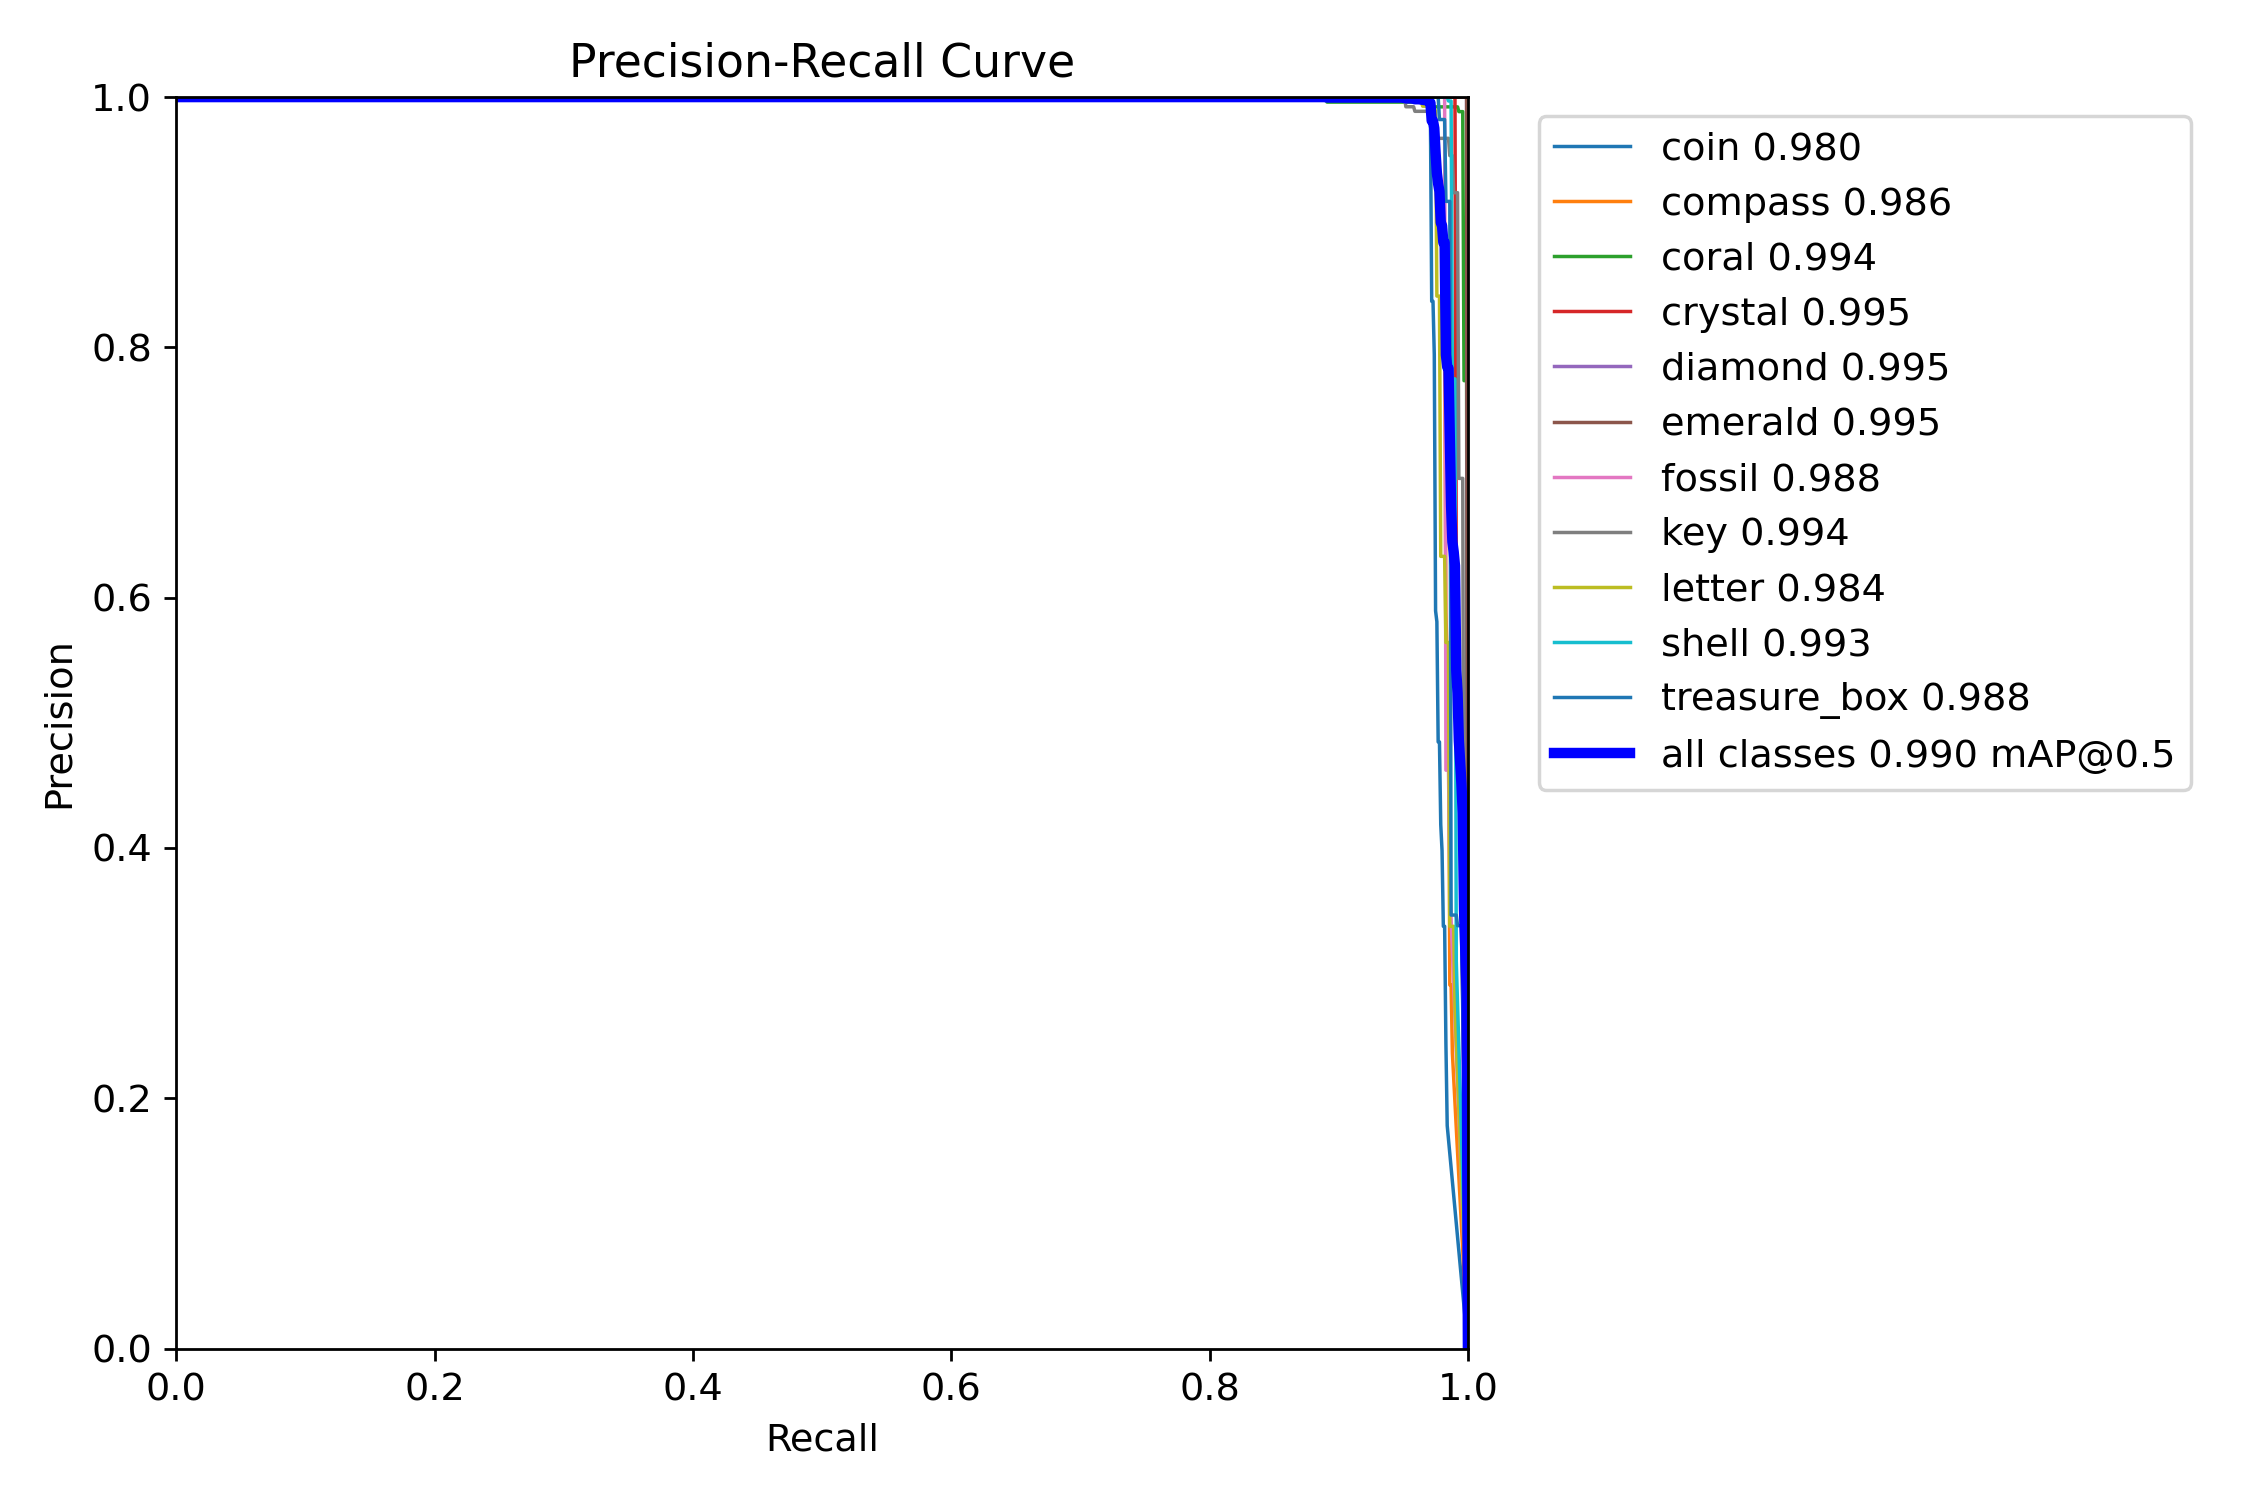 Precision-Recall Curve
1.0
0.8
0.6
0.4
0.2
0.0
Precision
0.0 0.2 0.4 0.6 0.8 1.0
Recall
coin 0.980
compass 0.986
coral 0.994
crystal 0.995
diamond 0.995
emerald 0.995
fossil 0.988
key 0.994
letter 0.984
shell 0.993
treasure_box 0.988
all classes 0.990 mAP@0.5